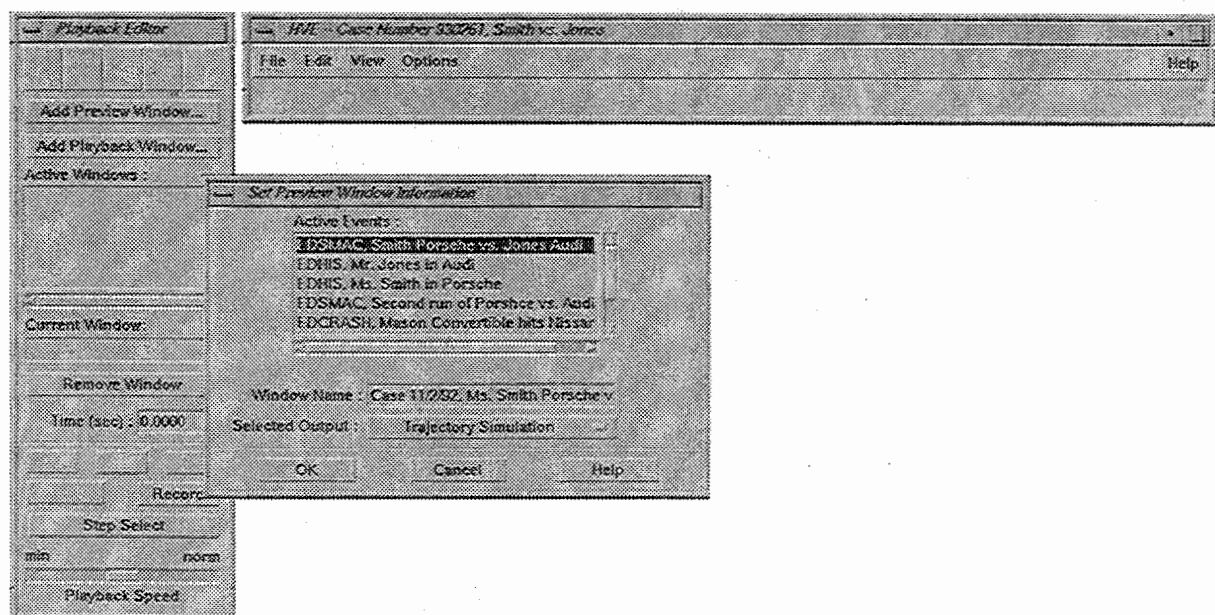 Playback Editor
Add Preview Window...
Add Playback Window...
Active Windows :
Current Window:
Remove Window
Time (sec) : 0.0000
Record
Step Select
min norm
Playback Speed
HVE -- Case Number 930261, Smith vs. Jones
File Edit View Options Help
Set Preview Window Information
Active Events :
EDSMAC, Smith Porsche vs. Jones Audi
EDHIS, Mr. Jones in Audi
EDHIS, Ms. Smith in Porsche
EDSMAC, Second run of Porshce vs. Audi
EDCRASH, Mason Convertible hits Nissan
Window Name : Case 11/2/92, Ms. Smith Porsche v
Selected Output : Trajectory Simulation
OK Cancel Help